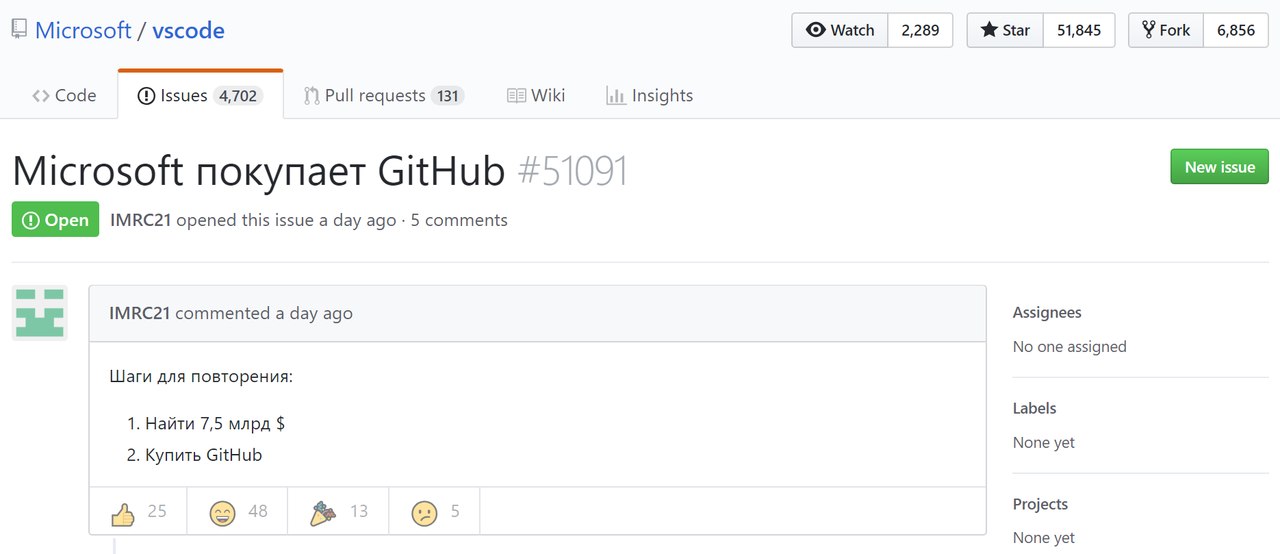 Microsoft / vscode
Watch 2,289 Star 51,845 Fork 6,856
Code Issues 4,702 Pull requests 131 Wiki Insights
Microsoft покупает GitHub #51091
New issue
Open IMRC21 opened this issue a day ago · 5 comments
IMRC21 commented a day ago
Шаги для повторения:
1. Найти 7,5 млрд $
2. Купить GitHub
25 48 13 5
Assignees
No one assigned
Labels
None yet
Projects
None yet